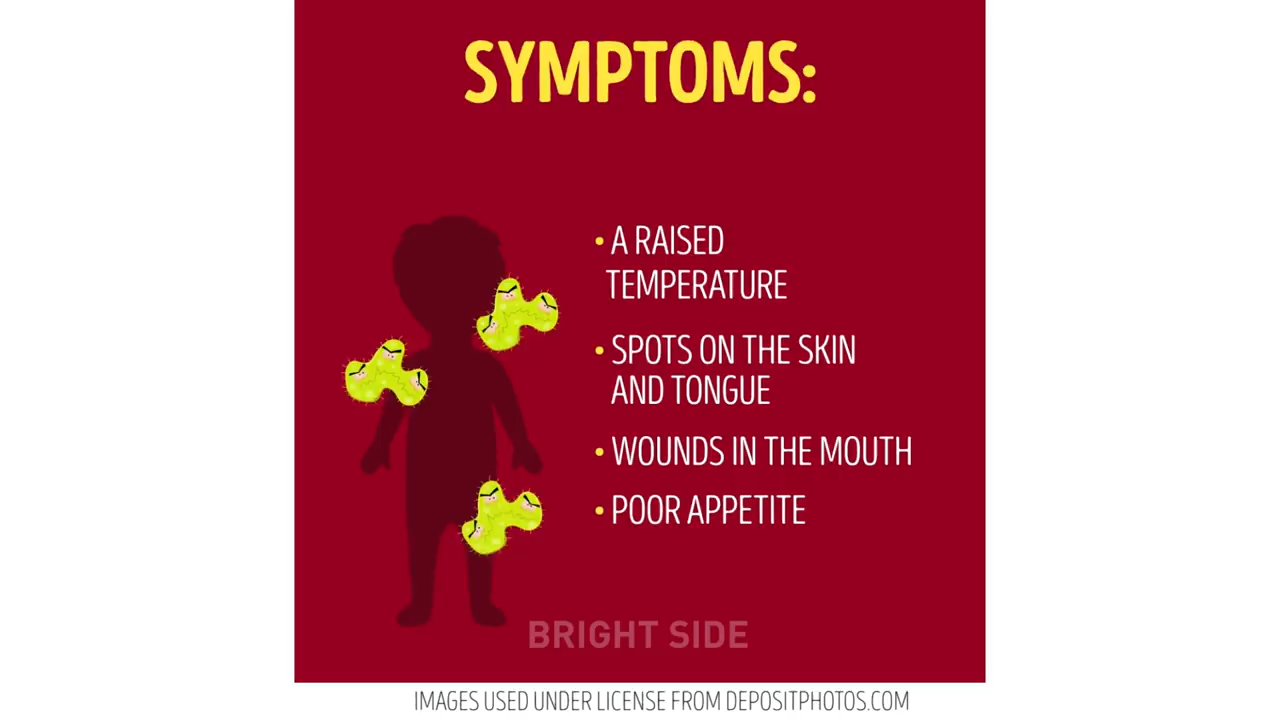 SYMPTOMS:
• A RAISED
TEMPERATURE
• SPOTS ON THE SKIN
AND TONGUE
• WOUNDS IN THE MOUTH
• POOR APPETITE
BRIGHT SIDE
IMAGES USED UNDER LICENSE FROM DEPOSITPHOTOS.COM